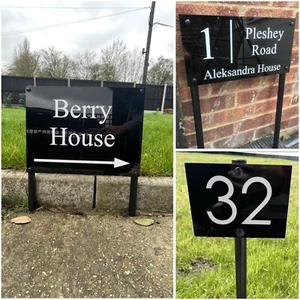 Berry
House
1 | Pleshey
Road
Aleksandra House
32